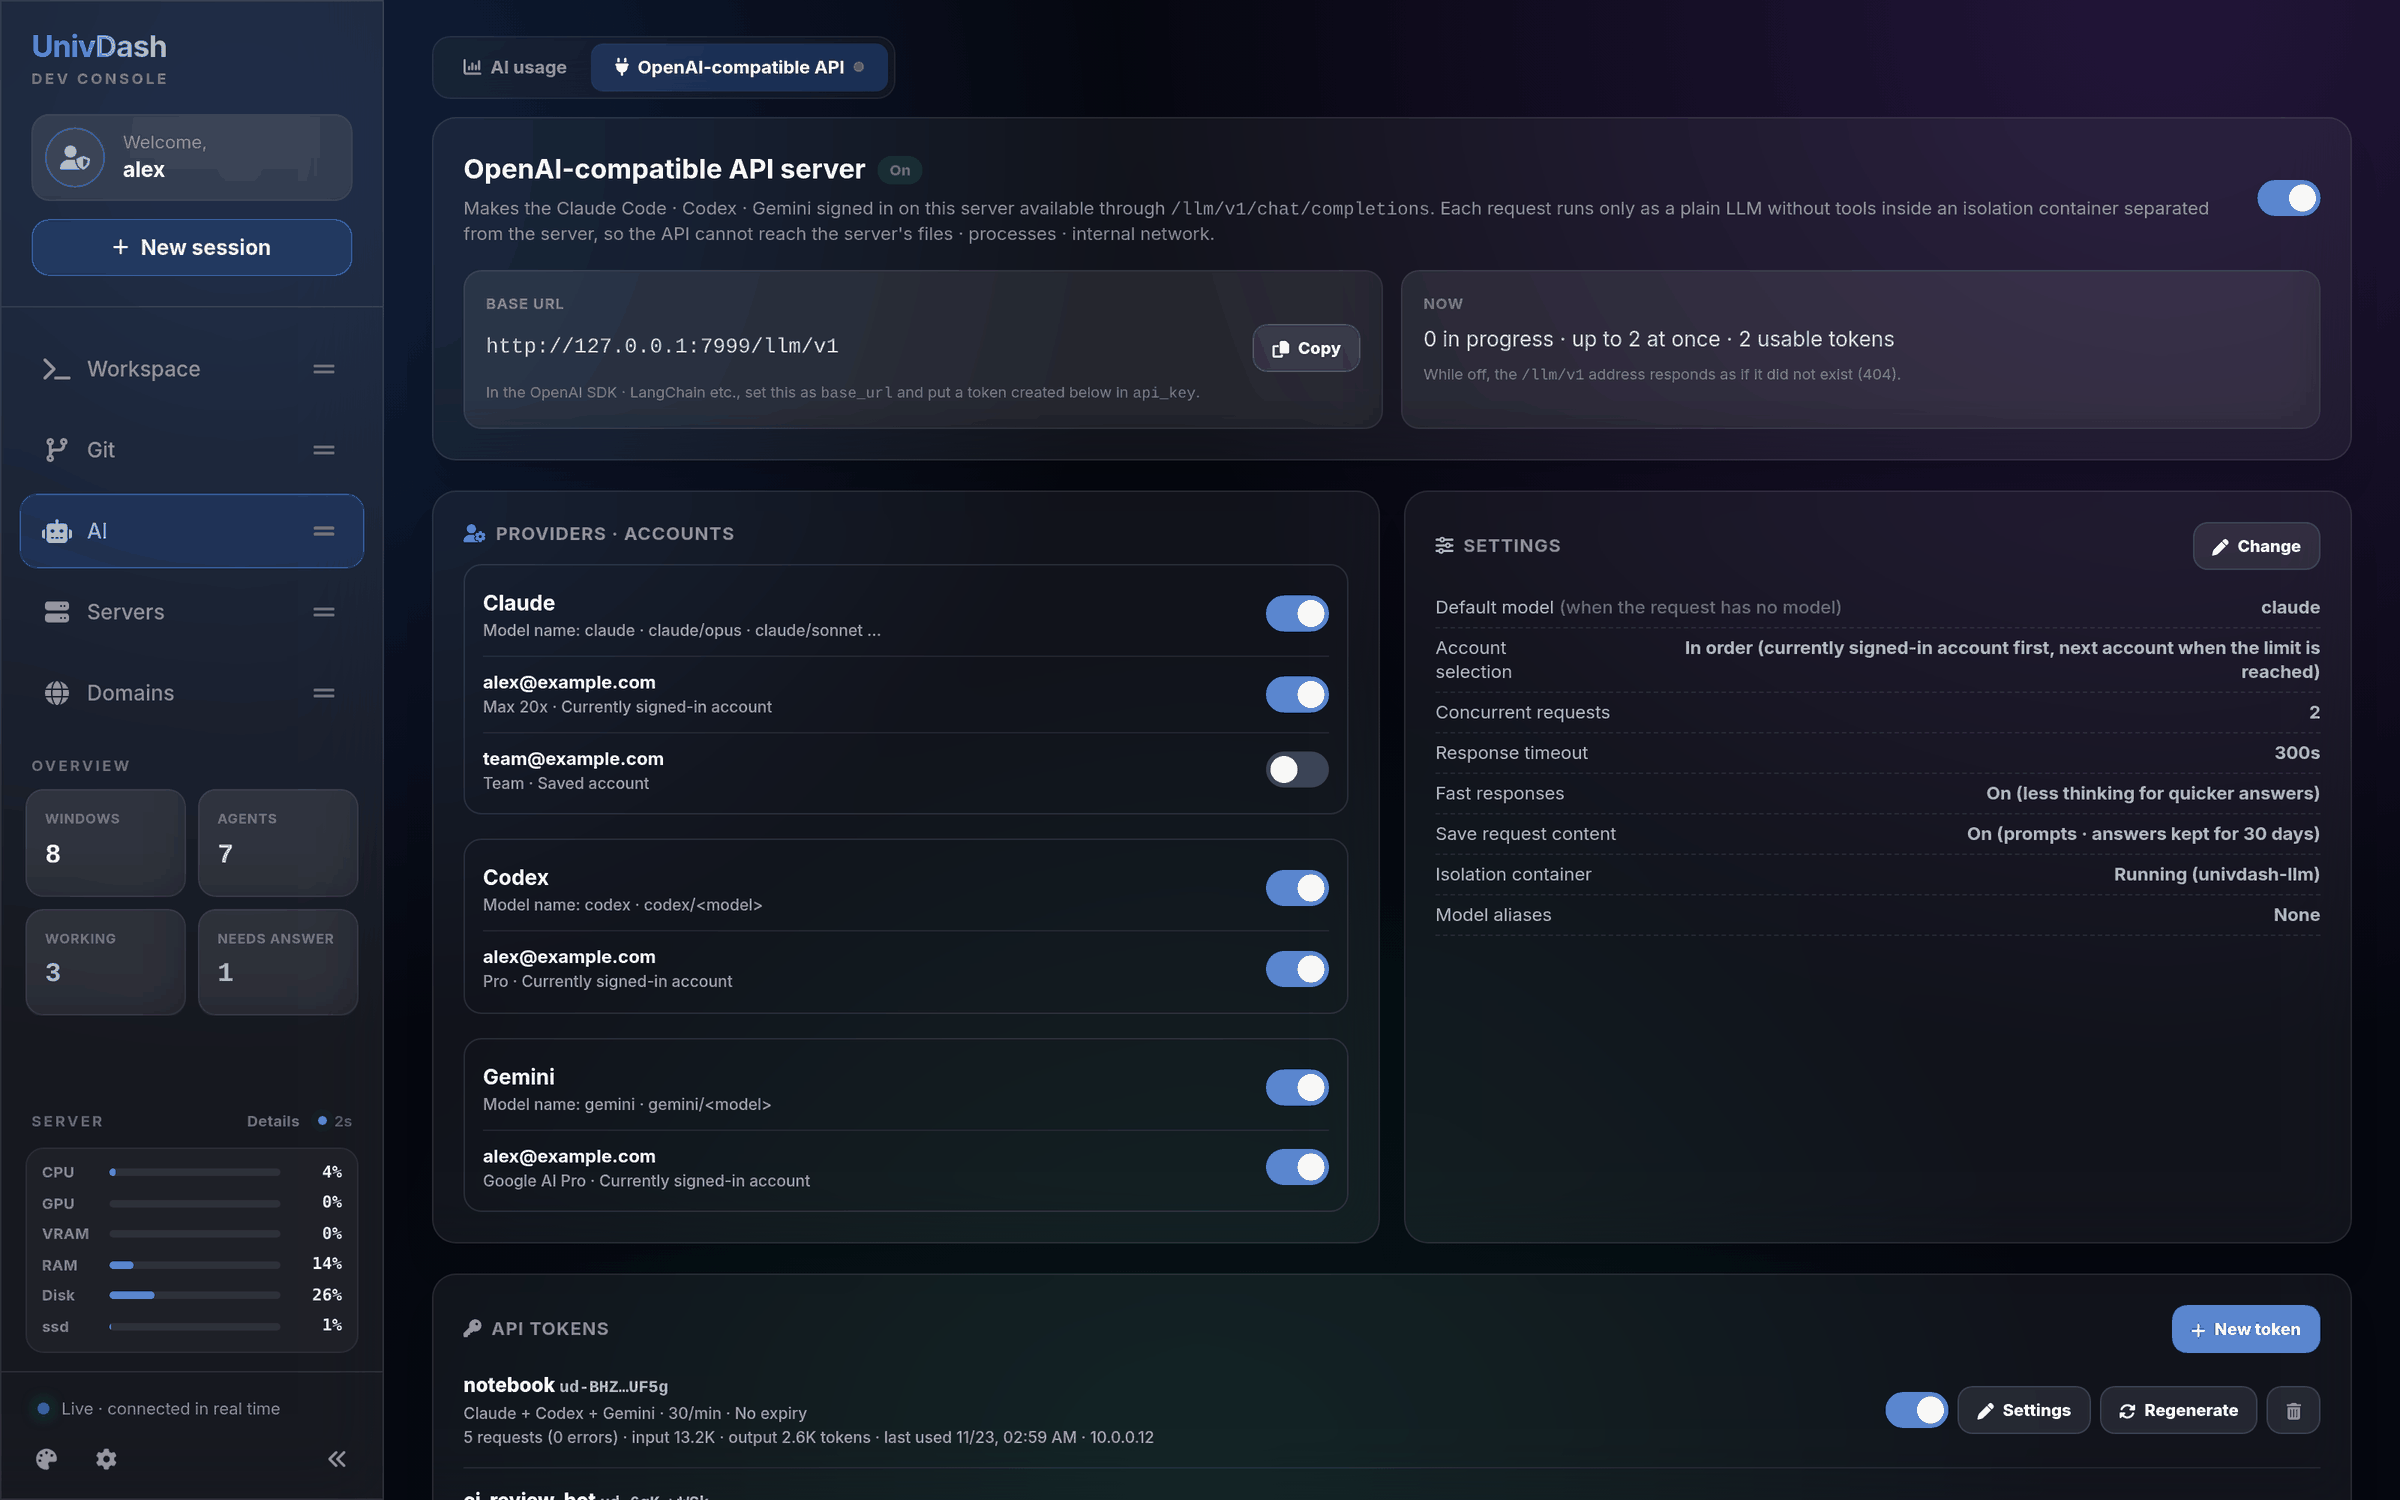 UnivDash
DEV CONSOLE
Welcome,
alex
+ New session
Workspace
Git
AI
Servers
Domains
OVERVIEW
WINDOWS
8
AGENTS
7
WORKING
3
NEEDS ANSWER
1
SERVER Details 2s
CPU 4%
GPU 0%
VRAM 0%
RAM 14%
Disk 26%
ssd 1%
Live · connected in real time
AI usage
OpenAI-compatible API
OpenAI-compatible API server On
Makes the Claude Code · Codex · Gemini signed in on this server available through /llm/v1/chat/completions. Each request runs only as a plain LLM without tools inside an isolation container separated
from the server, so the API cannot reach the server's files · processes · internal network.
BASE URL
http://127.0.0.1:7999/llm/v1
Copy
In the OpenAI SDK · LangChain etc., set this as base_url and put a token created below in api_key.
NOW
0 in progress · up to 2 at once · 2 usable tokens
While off, the /llm/v1 address responds as if it did not exist (404).
PROVIDERS · ACCOUNTS
Claude
Model name: claude · claude/opus · claude/sonnet ...
alex@example.com
Max 20x · Currently signed-in account
team@example.com
Team · Saved account
Codex
Model name: codex · codex/<model>
alex@example.com
Pro · Currently signed-in account
Gemini
Model name: gemini · gemini/<model>
alex@example.com
Google AI Pro · Currently signed-in account
SETTINGS
Change
Default model (when the request has no model) claude
Account selection In order (currently signed-in account first, next account when the limit is reached)
Concurrent requests 2
Response timeout 300s
Fast responses On (less thinking for quicker answers)
Save request content On (prompts · answers kept for 30 days)
Isolation container Running (univdash-llm)
Model aliases None
API TOKENS
+ New token
notebook ud-BHZ…UF5g
Claude + Codex + Gemini · 30/min · No expiry
5 requests (0 errors) · input 13.2K · output 2.6K tokens · last used 11/23, 02:59 AM · 10.0.0.12
Settings
Regenerate